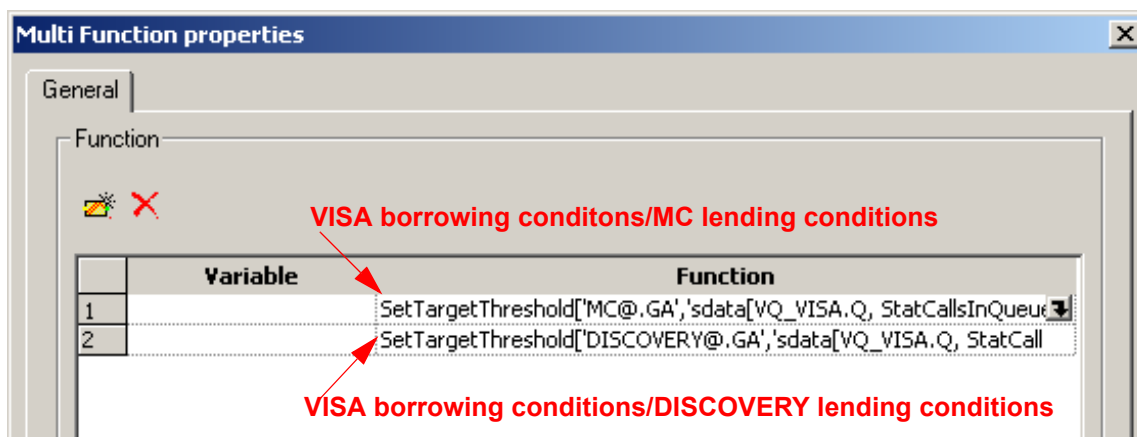 Multi Function properties
General
Function
VISA borrowing conditons/MC lending conditions
Variable Function
1 SetTargetThreshold['MC@.GA','sdata[VQ_VISA.Q, StatCallsInQueue
2 SetTargetThreshold['DISCOVERY@.GA','sdata[VQ_VISA.Q, StatCall
VISA borrowing conditions/DISCOVERY lending conditions